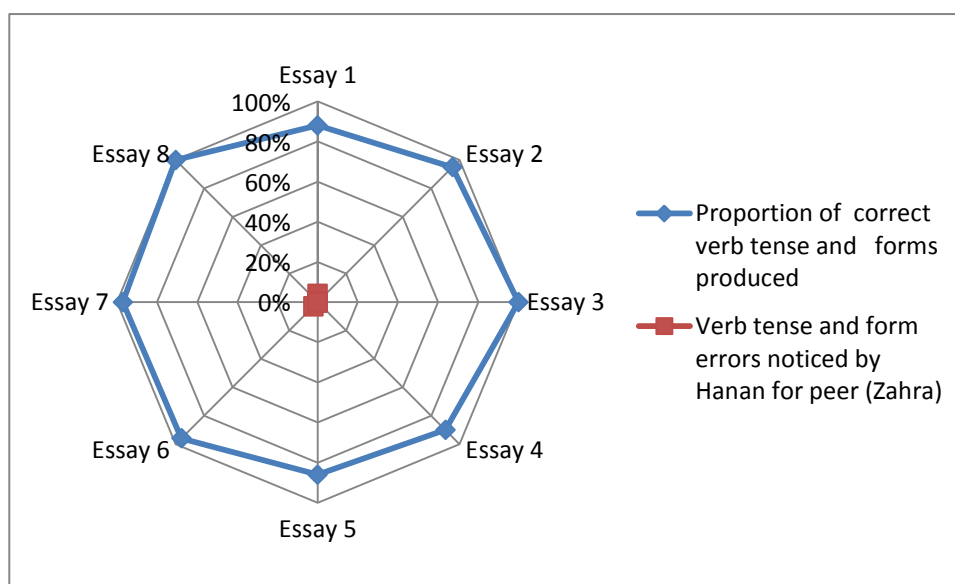 Essay 1
100%
Essay 8
80%
Essay 2
60%
40%
20%
Essay 7
0%
Essay 3
Essay 6
Essay 4
Essay 5
Proportion of correct
verb tense and forms
produced
Verb tense and form
errors noticed by
Hanan for peer (Zahra)